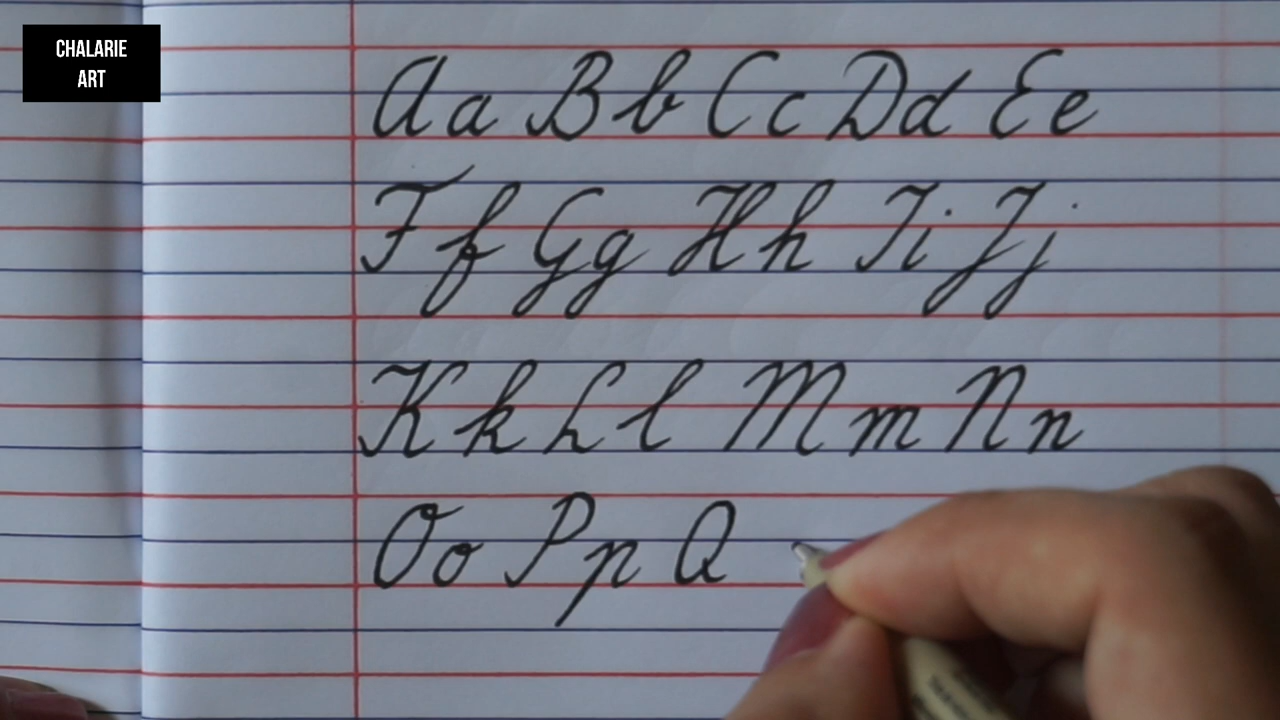 CHALARIE
ART
Aa Bb Cc Dd Ee
Ff Gg Hh Ii Jj
Kk Ll Mm Nn
Oo Pp Q